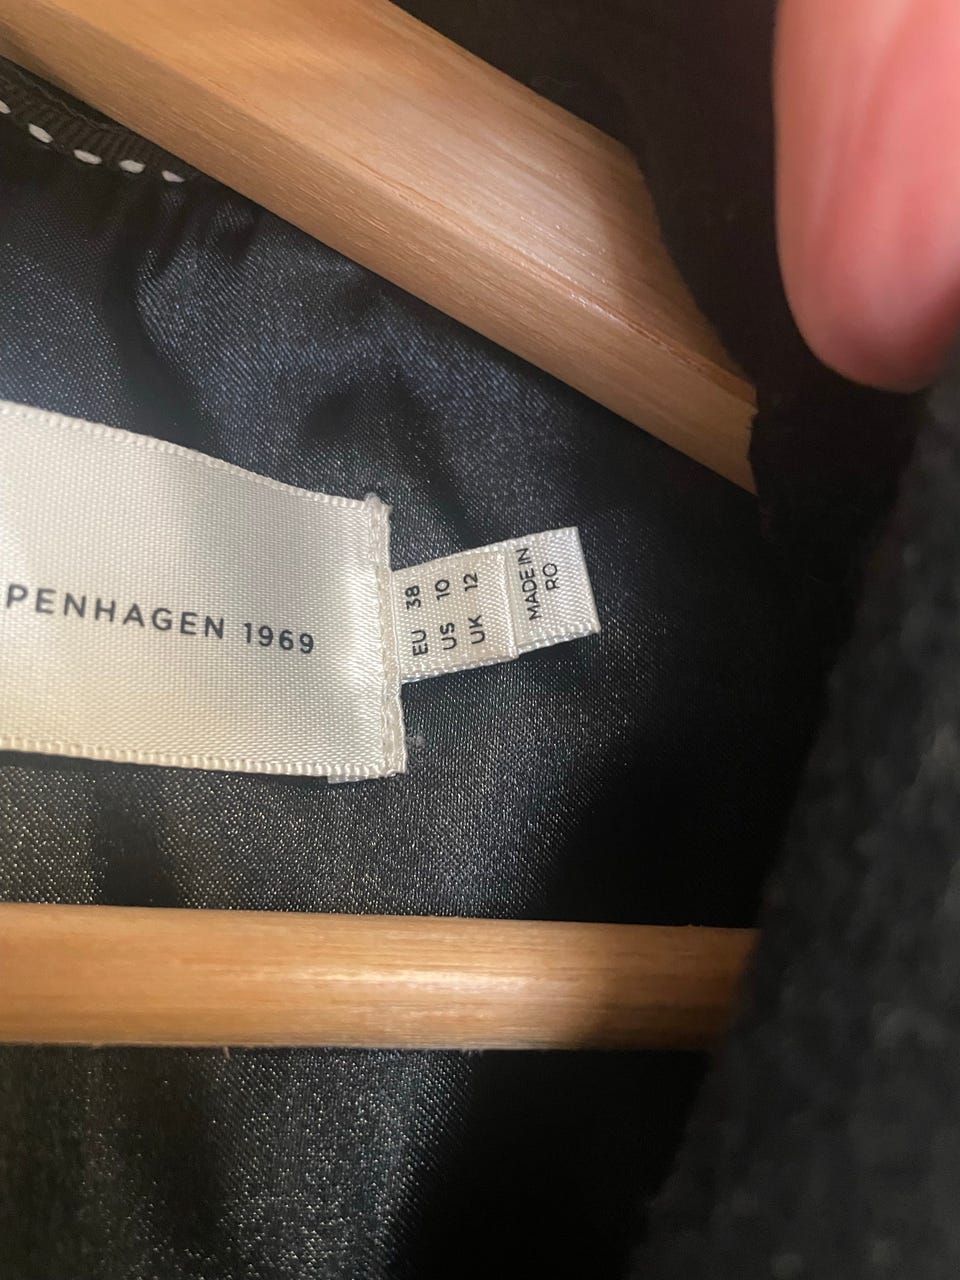 PENHAGEN 1969
EU 38
US 10
UK 12
MADE IN
RO